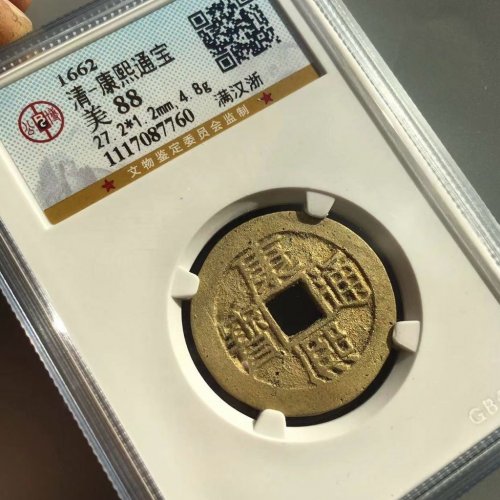 1662
清-康熙通宝
美 88
满汉浙
27.2*1.2mm,4.8g
1117087760
文物鉴定委员会监制
康熙通寶
GBA